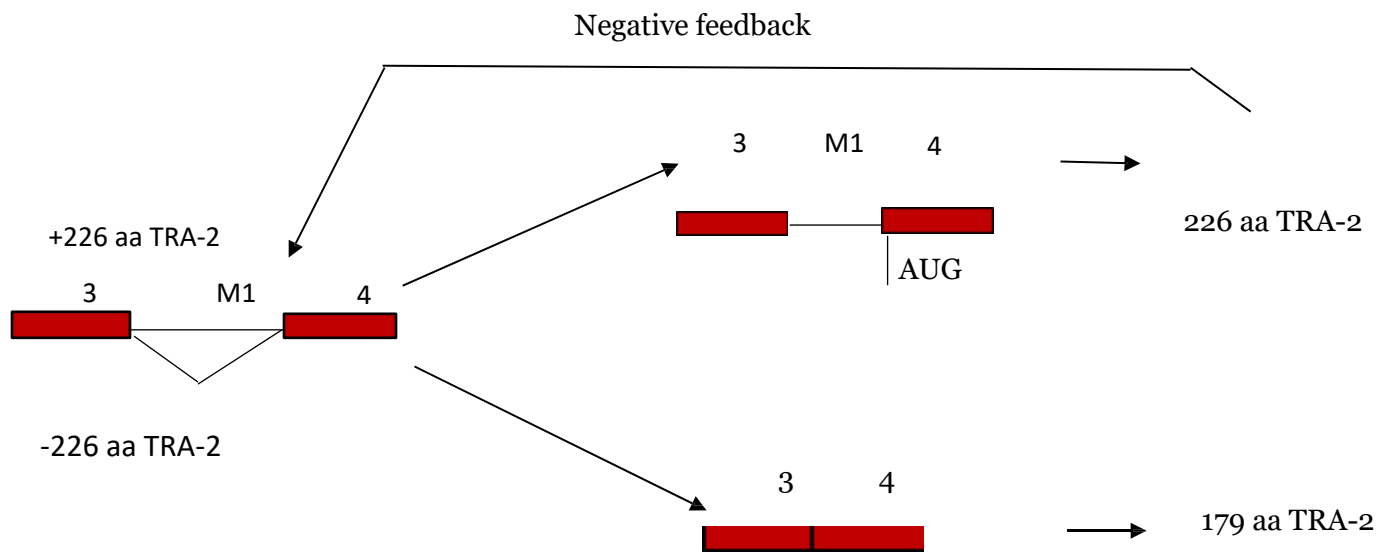 Negative feedback
3 M1 4
226 aa TRA-2
AUG
+226 aa TRA-2
3 M1 4
-226 aa TRA-2
3 4
179 aa TRA-2